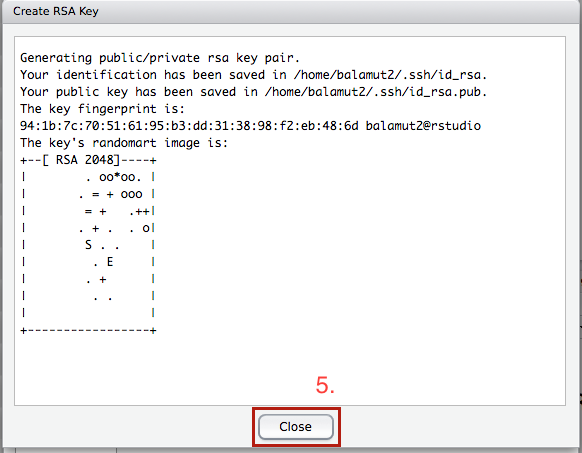 Create RSA Key
Generating public/private rsa key pair.
Your identification has been saved in /home/balamut2/.ssh/id_rsa.
Your public key has been saved in /home/balamut2/.ssh/id_rsa.pub.
The key fingerprint is:
94:1b:7c:70:51:61:95:b3:dd:31:38:98:f2:eb:48:6d balamut2@rstudio
The key's randomart image is:
+--[ RSA 2048]----+
|        . oo*oo. |
|       . = + ooo |
|        = +   .++|
|       . + .  . o|
|        S . .    |
|         . E     |
|        . +      |
|         . .     |
|                 |
+-----------------+
5.
Close